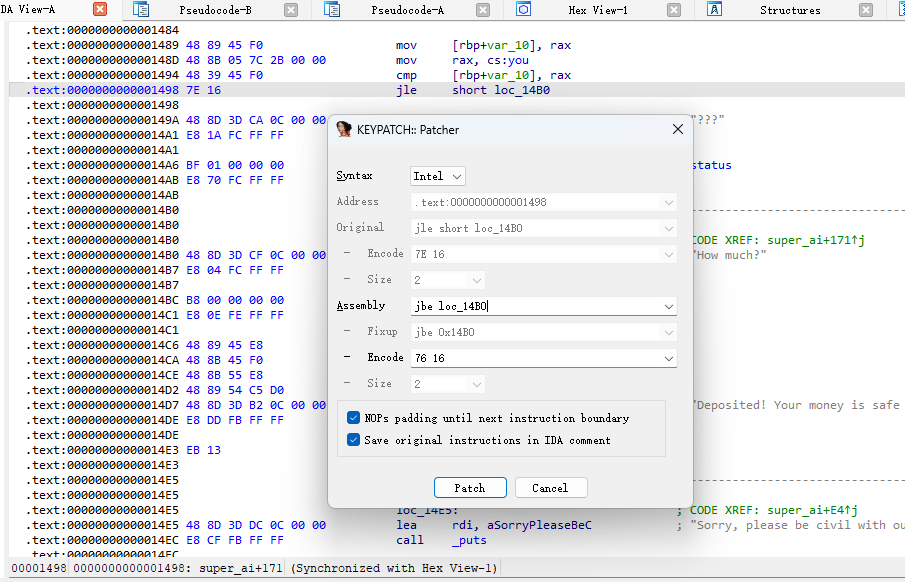 DA View-A Pseudocode-B Pseudocode-A Hex View-1 Structures
.text:0000000000001484
.text:0000000000001489 48 89 45 F0 mov [rbp+var_10], rax
.text:000000000000148D 48 8B 05 7C 2B 00 00 mov rax, cs:you
.text:0000000000001494 48 39 45 F0 cmp [rbp+var_10], rax
.text:0000000000001498 7E 16 jle short loc_14B0
.text:0000000000001498
.text:000000000000149A 48 8D 3D CA 0C 00 00 "???"
.text:00000000000014A1 E8 1A FC FF FF
.text:00000000000014A1
.text:00000000000014A6 BF 01 00 00 00 status
.text:00000000000014AB E8 70 FC FF FF
.text:00000000000014AB
.text:00000000000014B0
.text:00000000000014B0
.text:00000000000014B0 CODE XREF: super_ai+171↑j
.text:00000000000014B0 48 8D 3D CF 0C 00 00 "How much?"
.text:00000000000014B7 E8 04 FC FF FF
.text:00000000000014B7
.text:00000000000014BC B8 00 00 00 00
.text:00000000000014C1 E8 0E FE FF FF
.text:00000000000014C1
.text:00000000000014C6 48 89 45 E8
.text:00000000000014CA 48 8B 45 F0
.text:00000000000014CE 48 8B 55 E8
.text:00000000000014D2 48 89 54 C5 D0
.text:00000000000014D7 48 8D 3D B2 0C 00 00 "Deposited! Your money is safe
.text:00000000000014DE E8 DD FB FF FF
.text:00000000000014DE
.text:00000000000014E3 EB 13
.text:00000000000014E3
.text:00000000000014E5
.text:00000000000014E5
.text:00000000000014E5 loc_14E5: ; CODE XREF: super_ai+E4↑j
.text:00000000000014E5 48 8D 3D DC 0C 00 00 lea rdi, aSorryPleaseBeC ; "Sorry, please be civil with ou
.text:00000000000014EC E8 CF FB FF FF call _puts
.text:00000000000014EC
KEYPATCH:: Patcher
Syntax Intel
Address .text:0000000000001498
Original jle short loc_14B0
- Encode 7E 16
- Size 2
Assembly jbe loc_14B0
- Fixup jbe 0x14B0
- Encode 76 16
- Size 2
NOPs padding until next instruction boundary
Save original instructions in IDA comment
Patch Cancel
00001498 0000000000001498: super_ai+171 (Synchronized with Hex View-1)